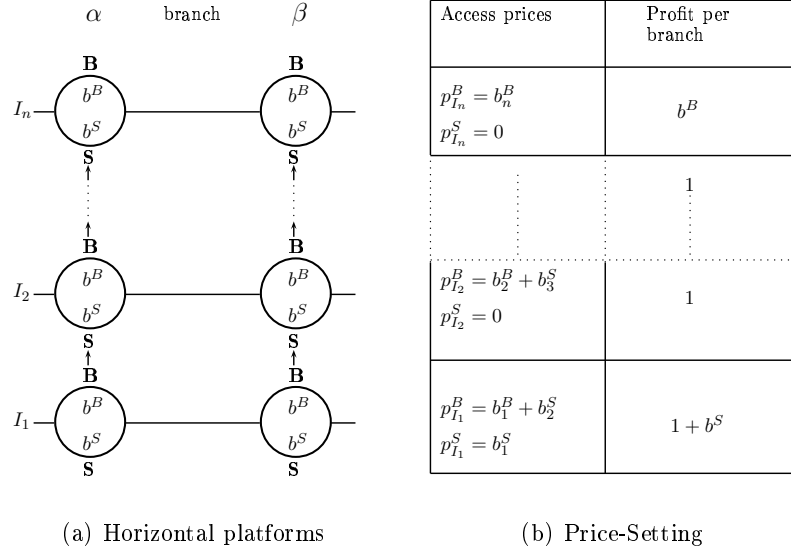 α branch β
B B
b^B b^B
I_n
b^S b^S
S S
B B
b^B b^B
I_2
b^S b^S
S S
B B
b^B b^B
I_1
b^S b^S
S S
(a) Horizontal platforms
Access prices
Profit per
branch
p^B_{I_n} = b^B_n
p^S_{I_n} = 0
b^B
1
p^B_{I_2} = b^B_2 + b^S_3
p^S_{I_2} = 0
1
p^B_{I_1} = b^B_1 + b^S_2
p^S_{I_1} = b^S_1
1 + b^S
(b) Price-Setting